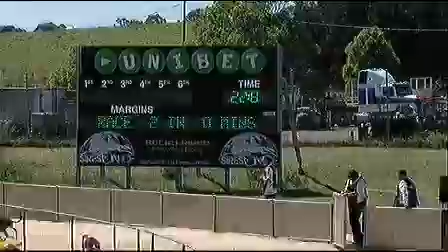 UNIBET
1ST 2ND 3RD 4TH 5TH 6TH TIME
2:48
MARGINS
RACE 2 IN 0 MINS